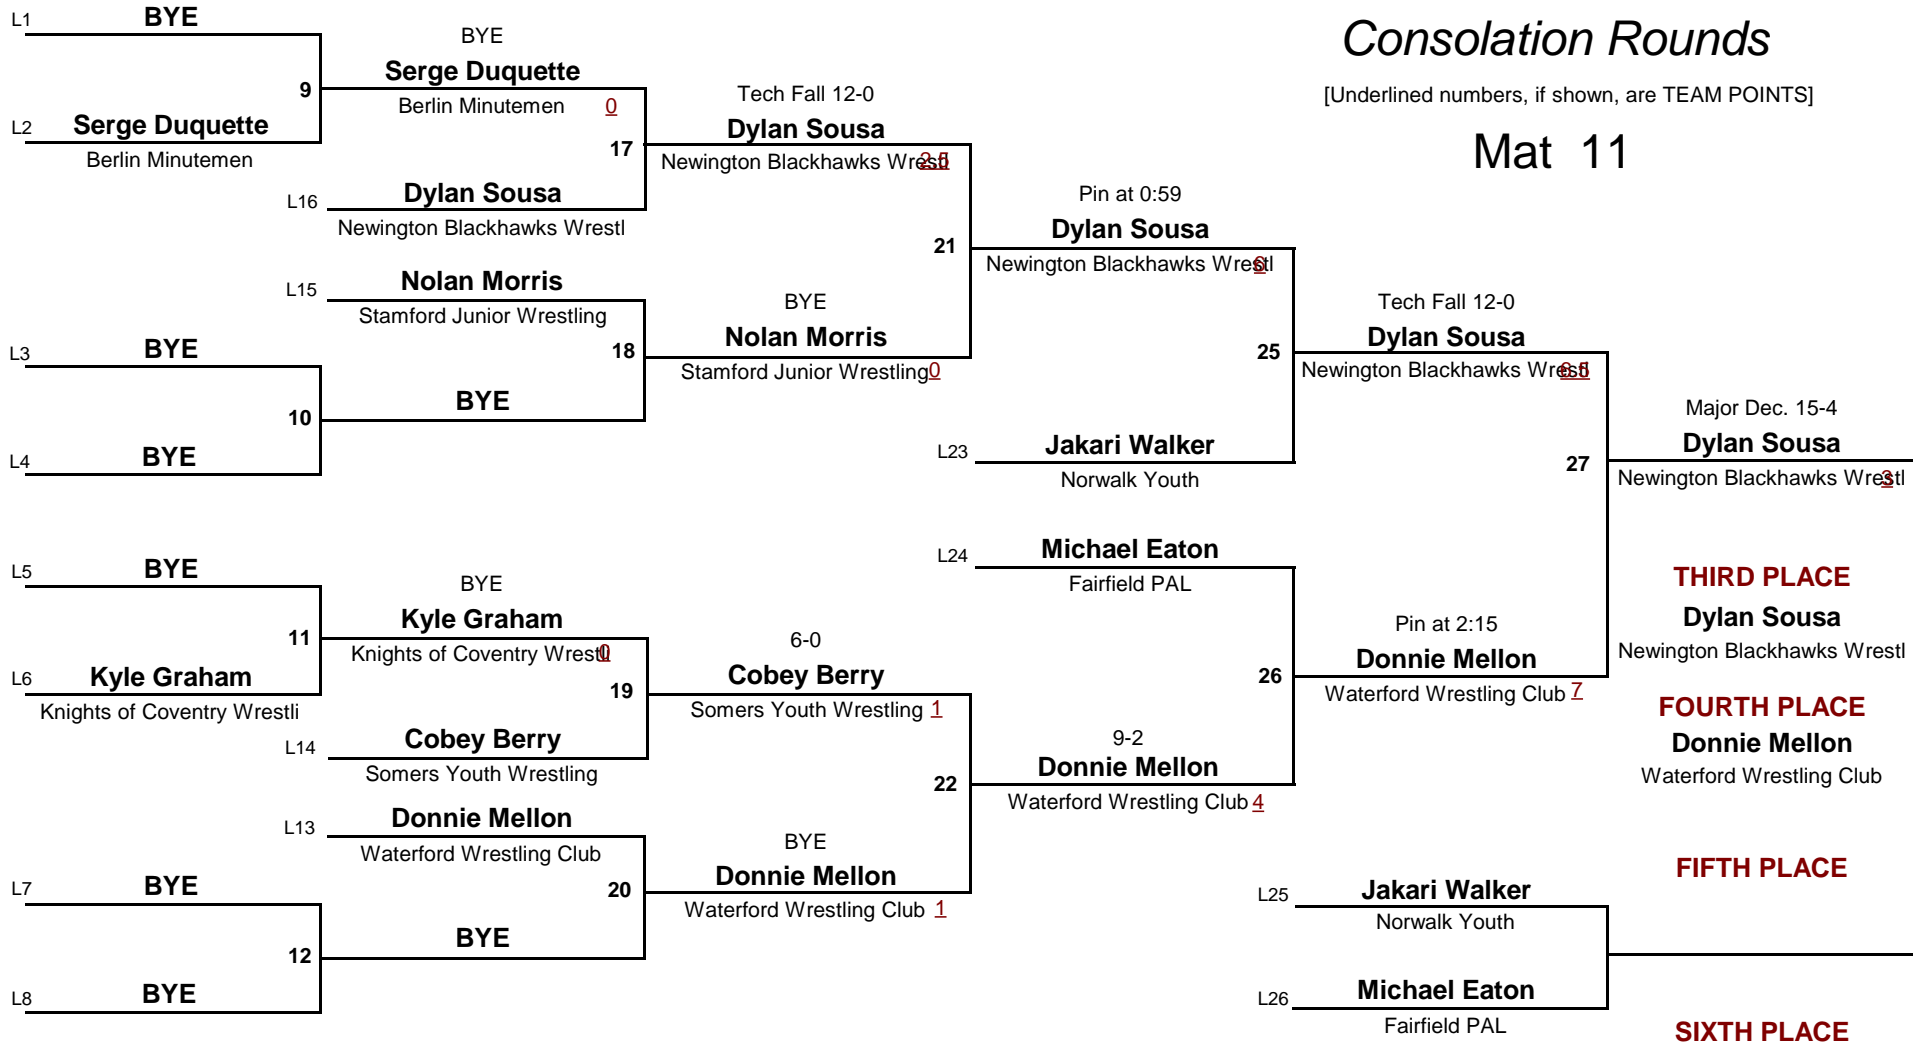 Consolation Rounds
[Underlined numbers, if shown, are TEAM POINTS]
Mat 11
L1 BYE
9
L2 Serge Duquette
Berlin Minutemen
BYE
Serge Duquette
Berlin Minutemen 0
17
L16 Dylan Sousa
Newington Blackhawks Wrestl
L15 Nolan Morris
Stamford Junior Wrestling
18
L3 BYE
10
BYE
L4 BYE
L5 BYE
11
L6 Kyle Graham
Knights of Coventry Wrestli
BYE
Kyle Graham
Knights of Coventry Wrestli 0
19
L14 Cobey Berry
Somers Youth Wrestling
L13 Donnie Mellon
Waterford Wrestling Club
20
L7 BYE
12
BYE
L8 BYE
Tech Fall 12-0
Dylan Sousa
Newington Blackhawks Wrestl 2.5
21
BYE
Nolan Morris
Stamford Junior Wrestling 0
6-0
Cobey Berry
Somers Youth Wrestling 1
22
BYE
Donnie Mellon
Waterford Wrestling Club 1
Pin at 0:59
Dylan Sousa
Newington Blackhawks Wrestl
25
L23 Jakari Walker
Norwalk Youth
L24 Michael Eaton
Fairfield PAL
26
9-2
Donnie Mellon
Waterford Wrestling Club 4
Tech Fall 12-0
Dylan Sousa
Newington Blackhawks Wrestl
27
Pin at 2:15
Donnie Mellon
Waterford Wrestling Club 7
Major Dec. 15-4
Dylan Sousa
Newington Blackhawks Wrestl 3
THIRD PLACE
Dylan Sousa
Newington Blackhawks Wrestl
FOURTH PLACE
Donnie Mellon
Waterford Wrestling Club
FIFTH PLACE
L25 Jakari Walker
Norwalk Youth
L26 Michael Eaton
Fairfield PAL
SIXTH PLACE